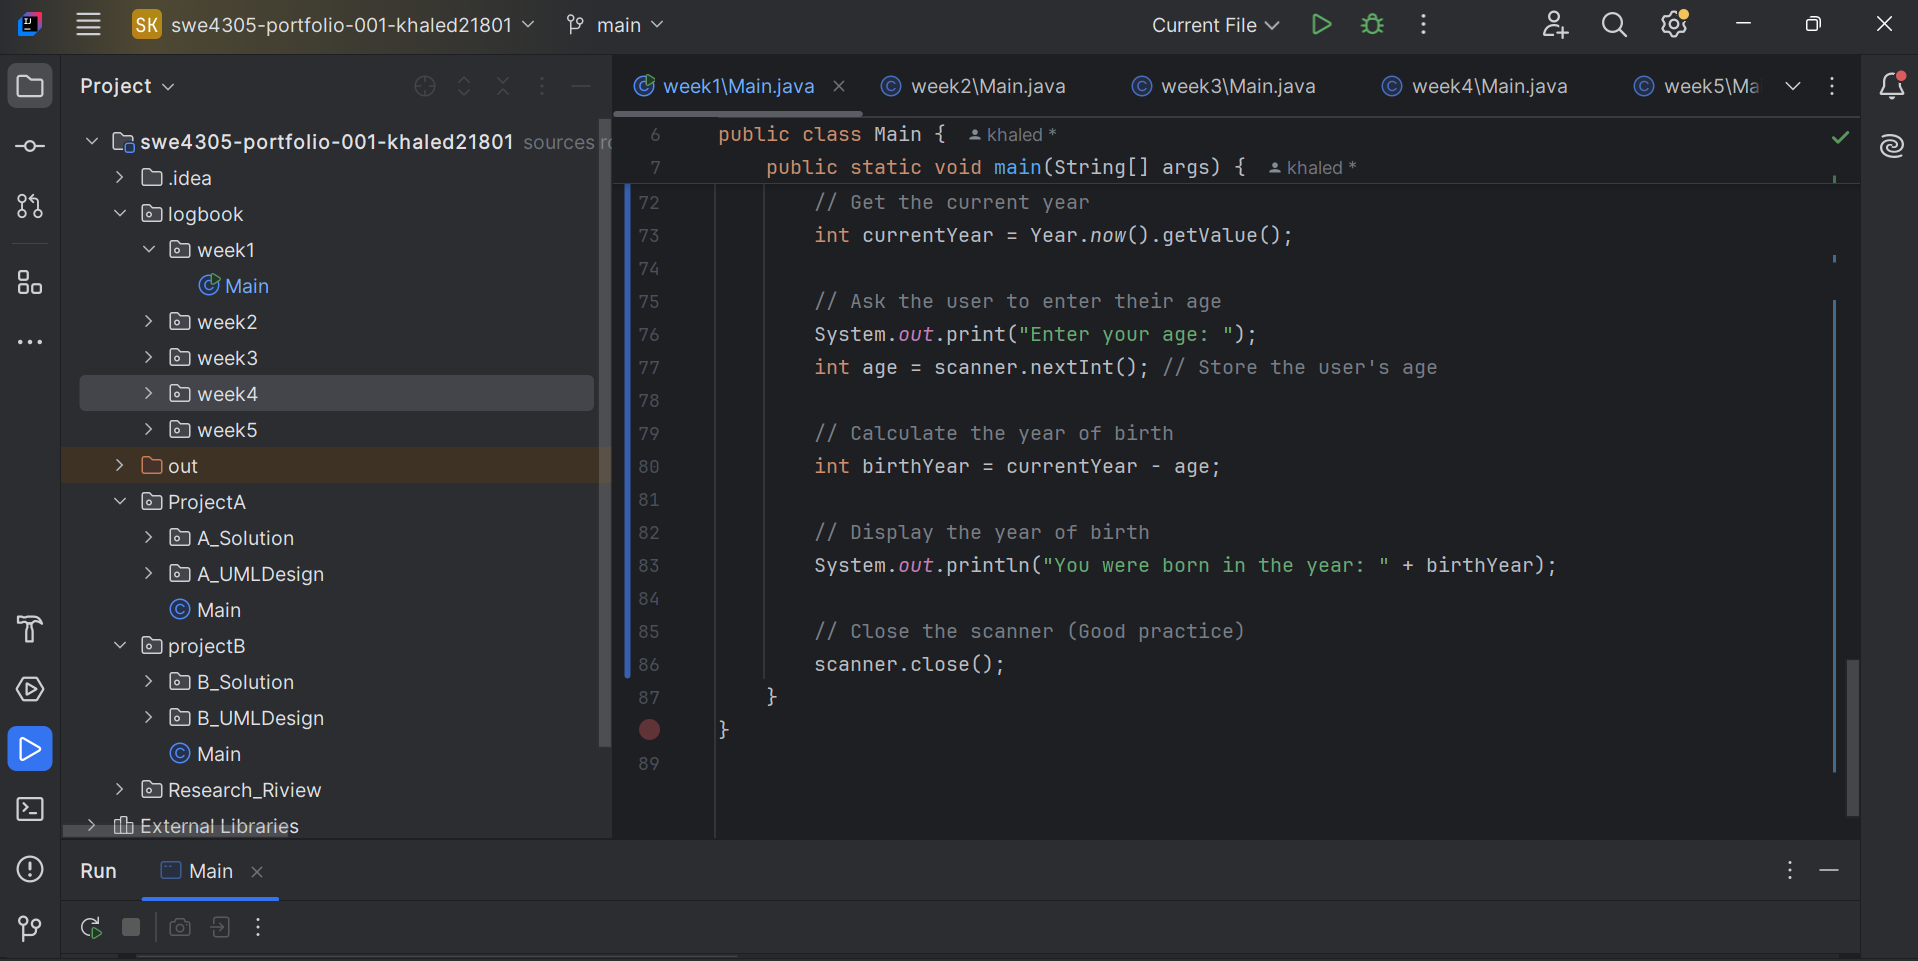 SK swe4305-portfolio-001-khaled21801 main Current File
Project
swe4305-portfolio-001-khaled21801 sources
.idea
logbook
week1
Main
week2
week3
week4
week5
out
ProjectA
A_Solution
A_UMLDesign
Main
projectB
B_Solution
B_UMLDesign
Main
Research_Riview
External Libraries
week1\Main.java week2\Main.java week3\Main.java week4\Main.java week5\Ma
6 public class Main { khaled *
7 public static void main(String[] args) { khaled *
72 // Get the current year
73 int currentYear = Year.now().getValue();
74
75 // Ask the user to enter their age
76 System.out.print("Enter your age: ");
77 int age = scanner.nextInt(); // Store the user's age
78
79 // Calculate the year of birth
80 int birthYear = currentYear - age;
81
82 // Display the year of birth
83 System.out.println("You were born in the year: " + birthYear);
84
85 // Close the scanner (Good practice)
86 scanner.close();
87 }
}
89
Run Main